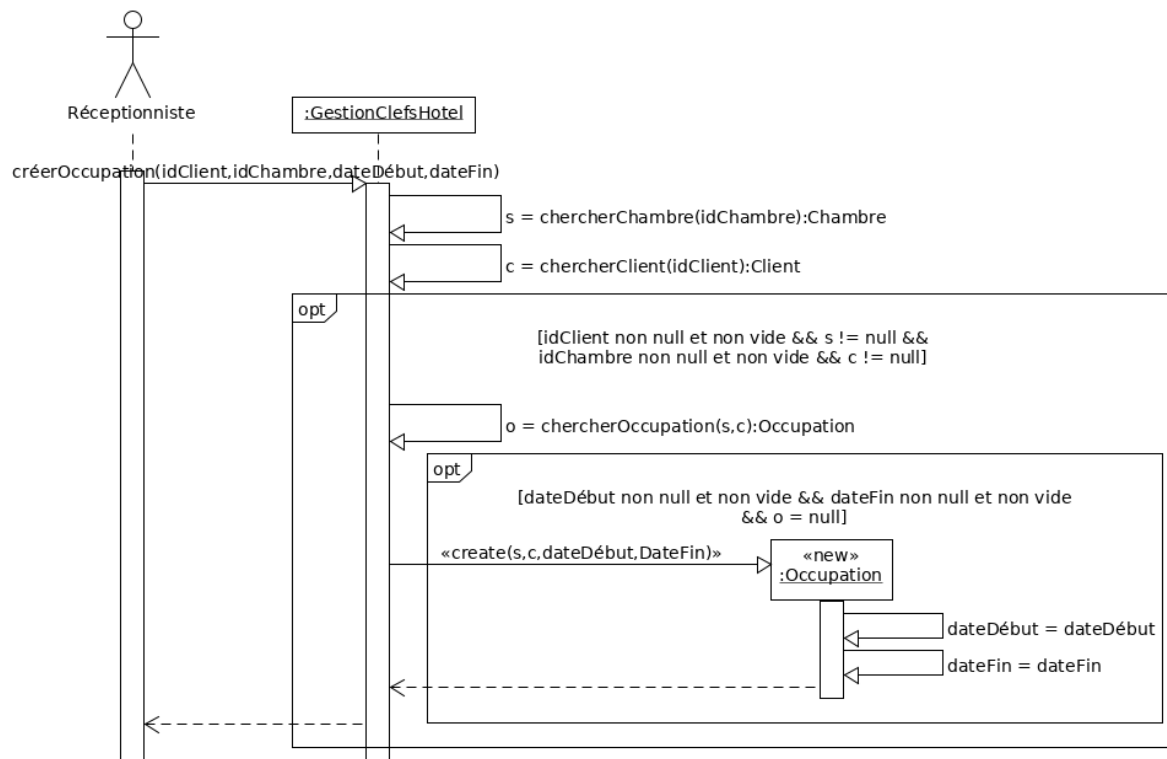 Réceptionniste
:GestionClefsHotel
créerOccupation(idClient,idChambre,dateDébut,dateFin)
s = chercherChambre(idChambre):Chambre
c = chercherClient(idClient):Client
opt
[idClient non null et non vide && s != null &&
idChambre non null et non vide && c != null]
o = chercherOccupation(s,c):Occupation
opt
[dateDébut non null et non vide && dateFin non null et non vide
&& o = null]
«create(s,c,dateDébut,DateFin)»
«new»
:Occupation
dateDébut = dateDébut
dateFin = dateFin